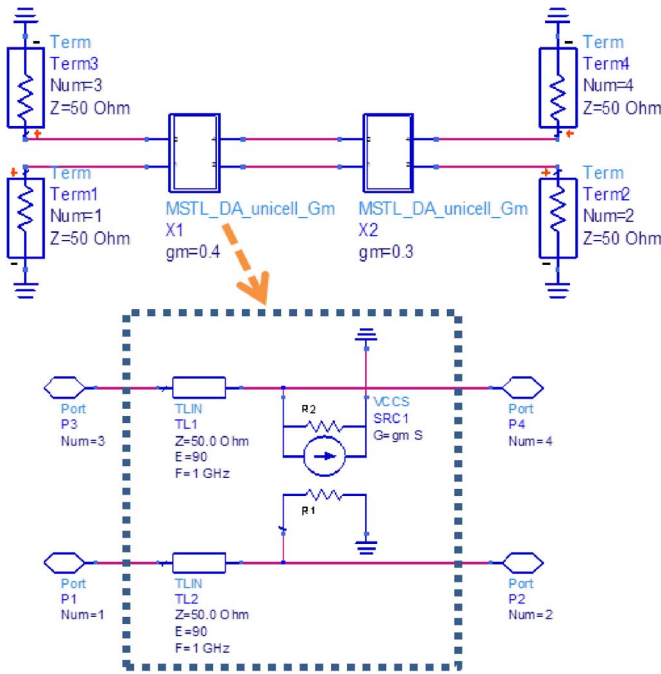 Term
Term3
Num=3
Z=50 Ohm
Term
Term4
Num=4
Z=50 Ohm
Term
Term1
Num=1
Z=50 Ohm
MSTL_DA_unicell_Gm
X1
gm=0.4
MSTL_DA_unicell_Gm
X2
gm=0.3
Term
Term2
Num=2
Z=50 Ohm
Port
P3
Num=3
TLIN
TL1
Z=50.0 Ohm
E=90
F=1 GHz
R2
VCCS
SRC1
G=gm S
Port
P4
Num=4
R1
Port
P1
Num=1
TLIN
TL2
Z=50.0 Ohm
E=90
F=1 GHz
Port
P2
Num=2